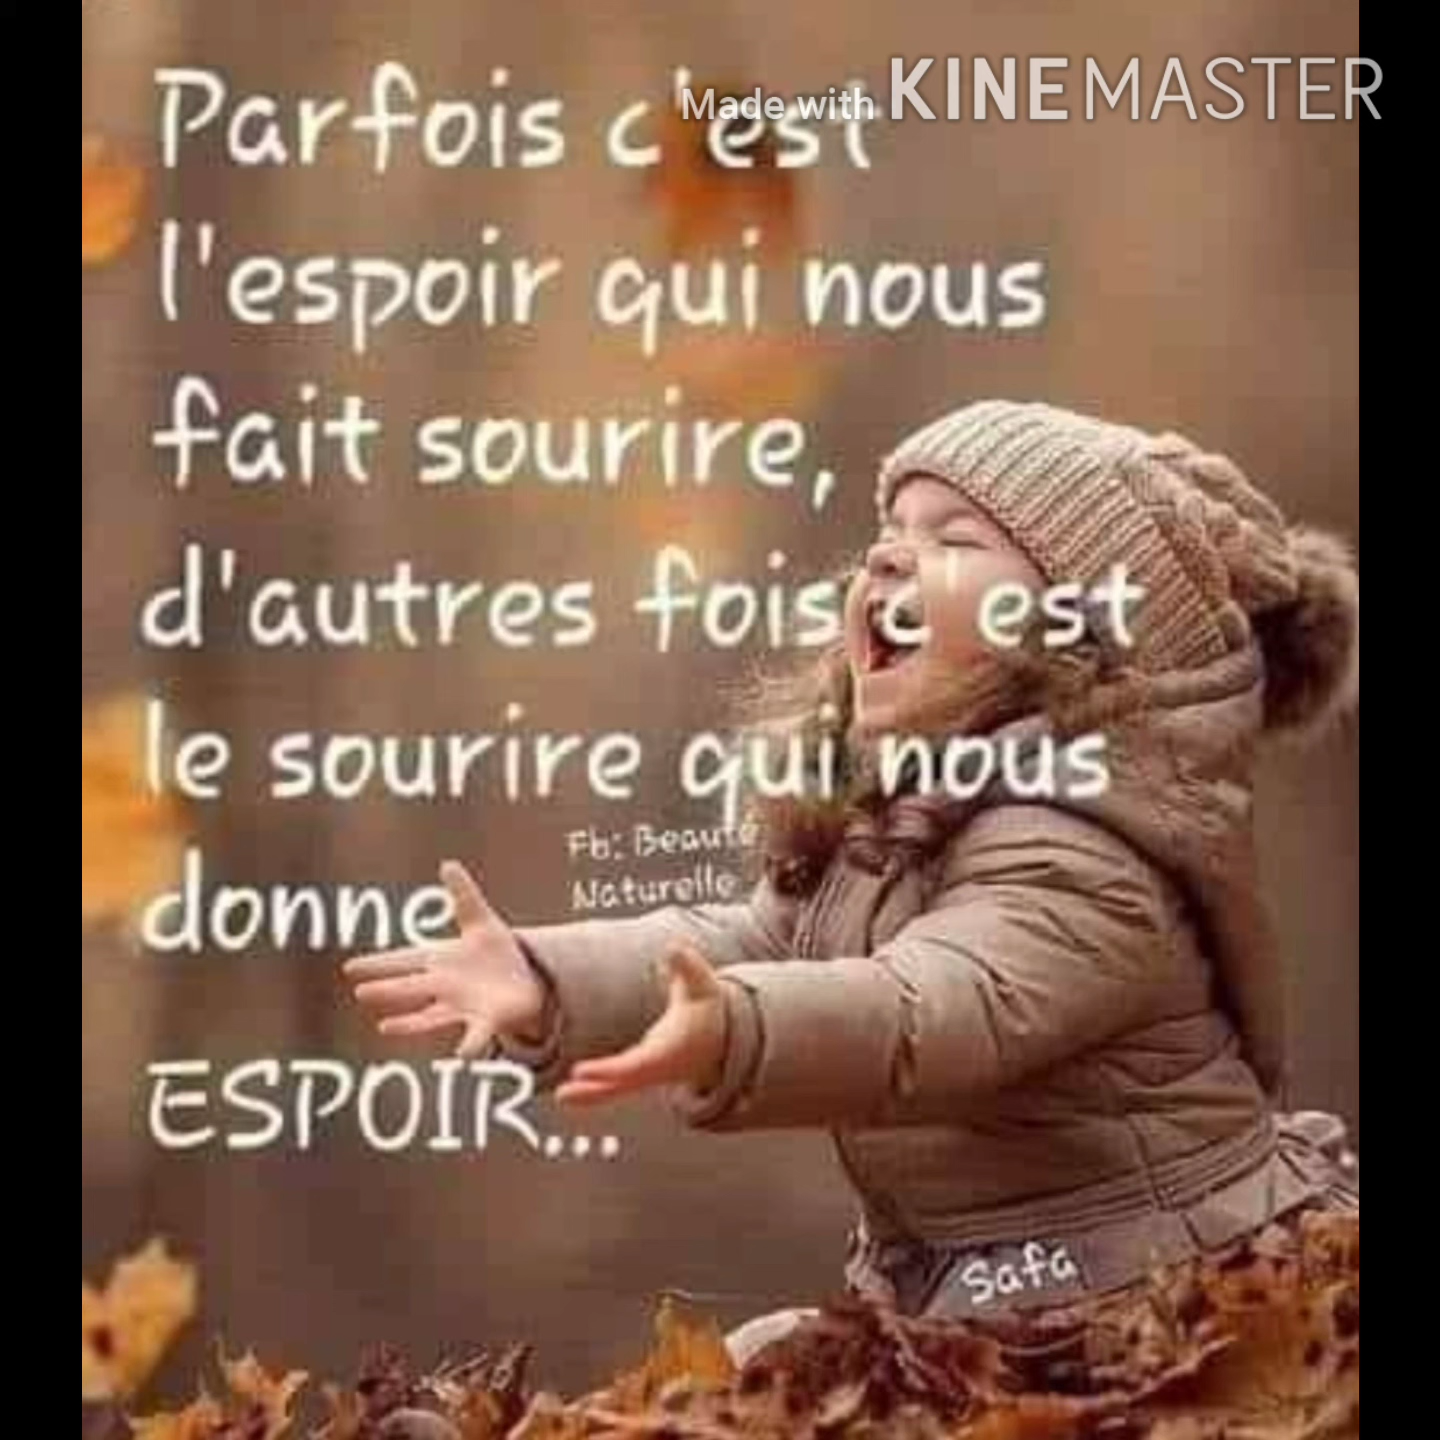 Made with KINEMASTER
Parfois c'est
l'espoir qui nous
fait sourire,
d'autres fois c'est
le sourire qui nous
donne
Fb: Beauté
Naturelle
ESPOIR...
Safa